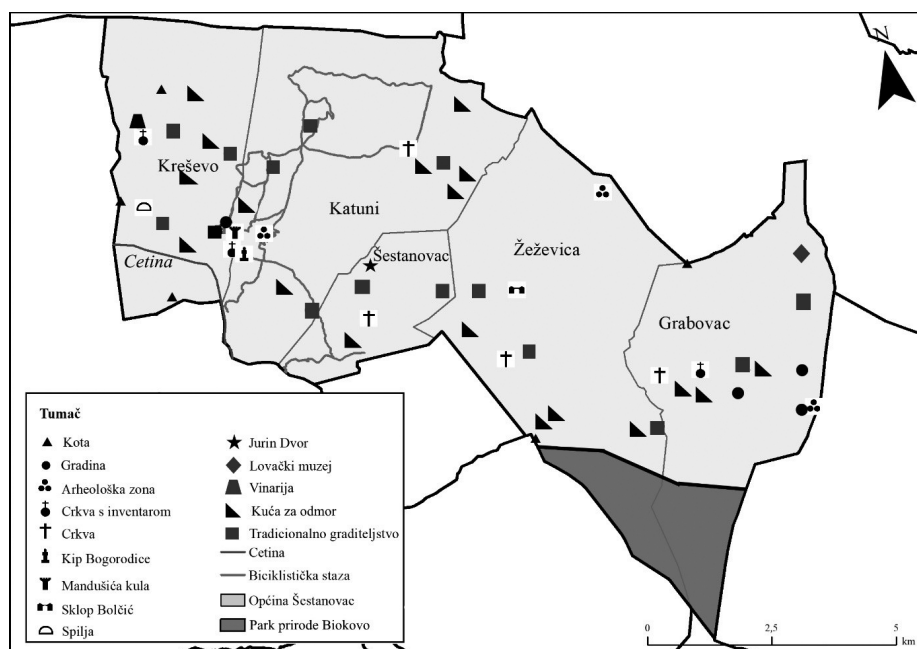 N
Kreševo
Katuni
Cetina
Šestanovac
Žeževica
Grabovac
Tumač
Kota
Gradina
Arheološka zona
Crkva s inventarom
Crkva
Kip Bogorodice
Mandušića kula
Sklop Bolčić
Spilja
Jurin Dvor
Lovački muzej
Vinarija
Kuća za odmor
Tradicionalno graditeljstvo
Cetina
Biciklistička staza
Općina Šestanovac
Park prirode Biokovo
0 2,5 5
km